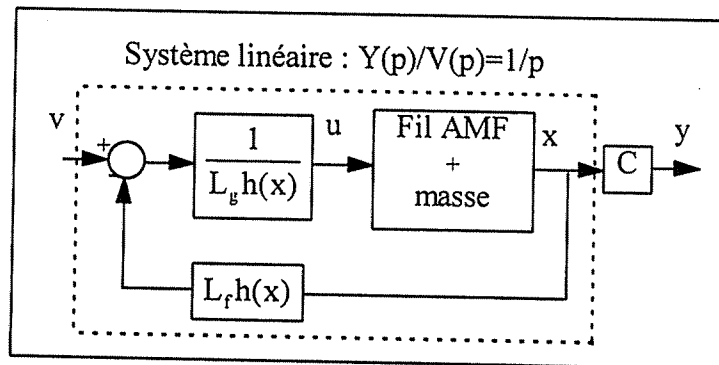 Système linéaire : Y(p)/V(p)=1/p
v
+
-
1
L_g h(x)
u
Fil AMF
+
masse
x
C
y
L_f h(x)